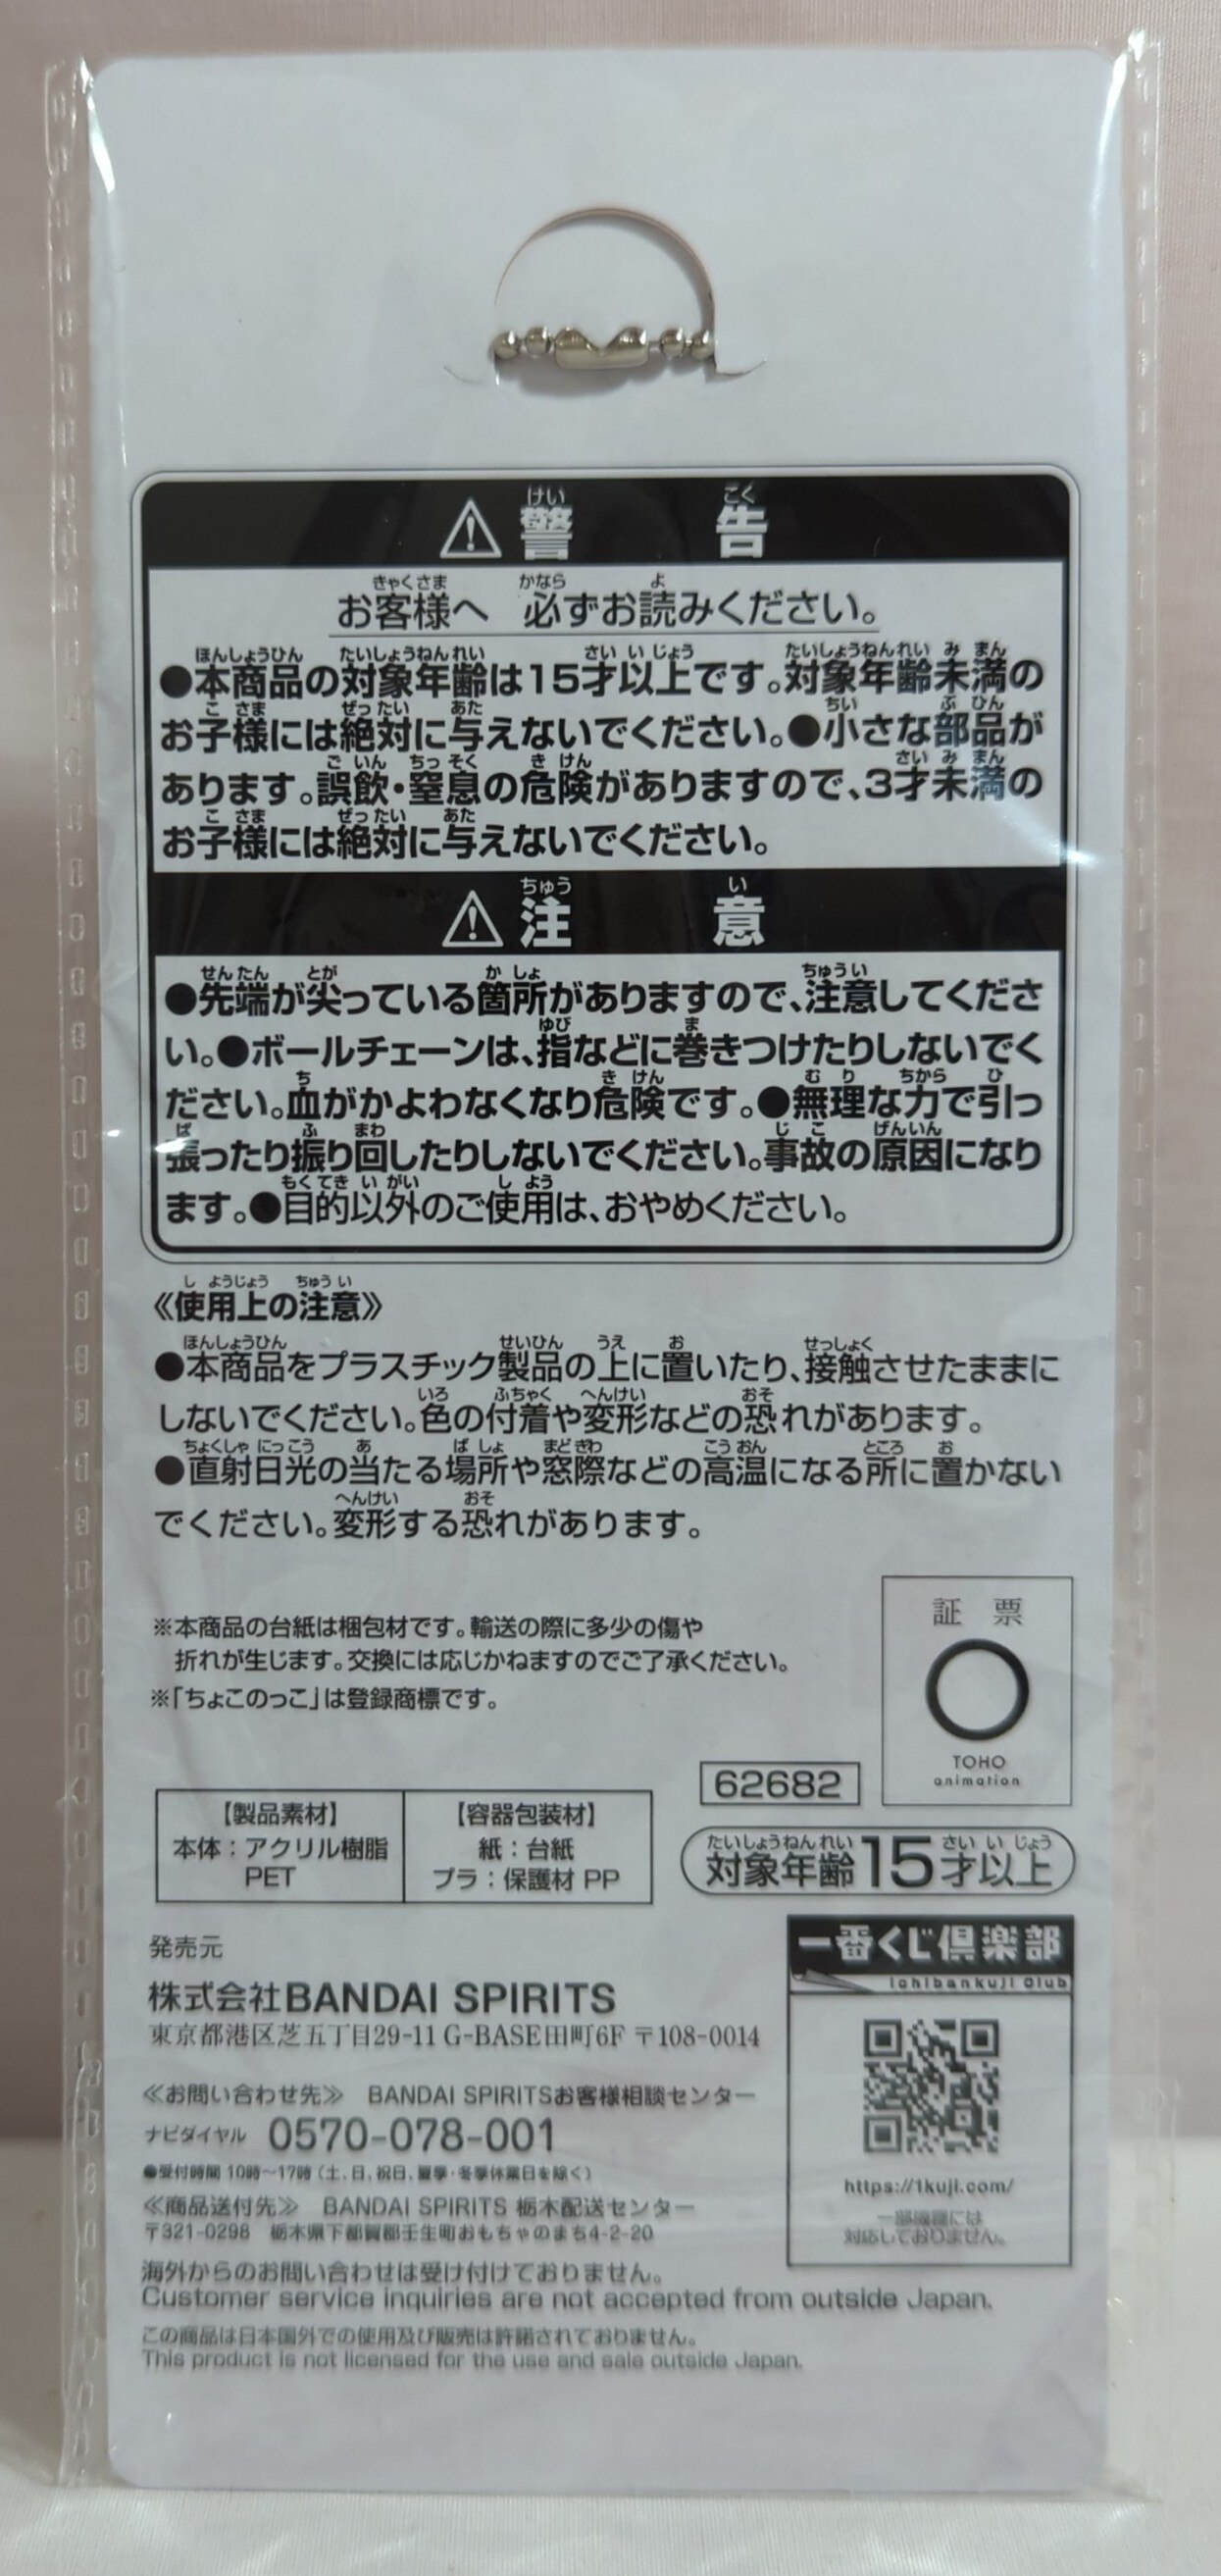 警告
お客様へ 必ずお読みください。
●本商品の対象年齢は15才以上です。対象年齢未満の
お子様には絶対に与えないでください。●小さな部品が
あります。誤飲・窒息の危険がありますので、3才未満の
お子様には絶対に与えないでください。
注意
●先端が尖っている箇所がありますので、注意してくださ
い。●ボールチェーンは、指などに巻きつけたりしないでく
ださい。血がかよわなくなり危険です。●無理な力で引っ
張ったり振り回したりしないでください。事故の原因になり
ます。●目的以外のご使用は、おやめください。
《使用上の注意》
●本商品をプラスチック製品の上に置いたり、接触させたままに
しないでください。色の付着や変形などの恐れがあります。
●直射日光の当たる場所や窓際などの高温になる所に置かない
でください。変形する恐れがあります。
※本商品の台紙は梱包材です。輸送の際に多少の傷や
折れが生じます。交換には応じかねますのでご了承ください。
※「ちょこのっこ」は登録商標です。
証票
TOHO
animation
62682
【製品素材】
本体：アクリル樹脂
PET
【容器包装材】
紙：台紙
プラ：保護材 PP
対象年齢15才以上
発売元
株式会社BANDAI SPIRITS
東京都港区芝五丁目29-11 G-BASE田町6F 〒108-0014
≪お問い合わせ先≫ BANDAI SPIRITSお客様相談センター
ナビダイヤル 0570-078-001
●受付時間 10時～17時（土、日、祝日、夏季・冬季休業日を除く）
≪商品送付先≫ BANDAI SPIRITS 栃木配送センター
〒321-0298 栃木県下都賀郡壬生町おもちゃのまち4-2-20
海外からのお問い合わせは受け付けておりません。
Customer service inquiries are not accepted from outside Japan.
この商品は日本国外での使用及び販売は許諾されておりません。
This product is not licensed for the use and sale outside Japan.
一番くじ倶楽部
Ichibankuji Club
https://1kuji.com/
一部機種には
対応しておりません。